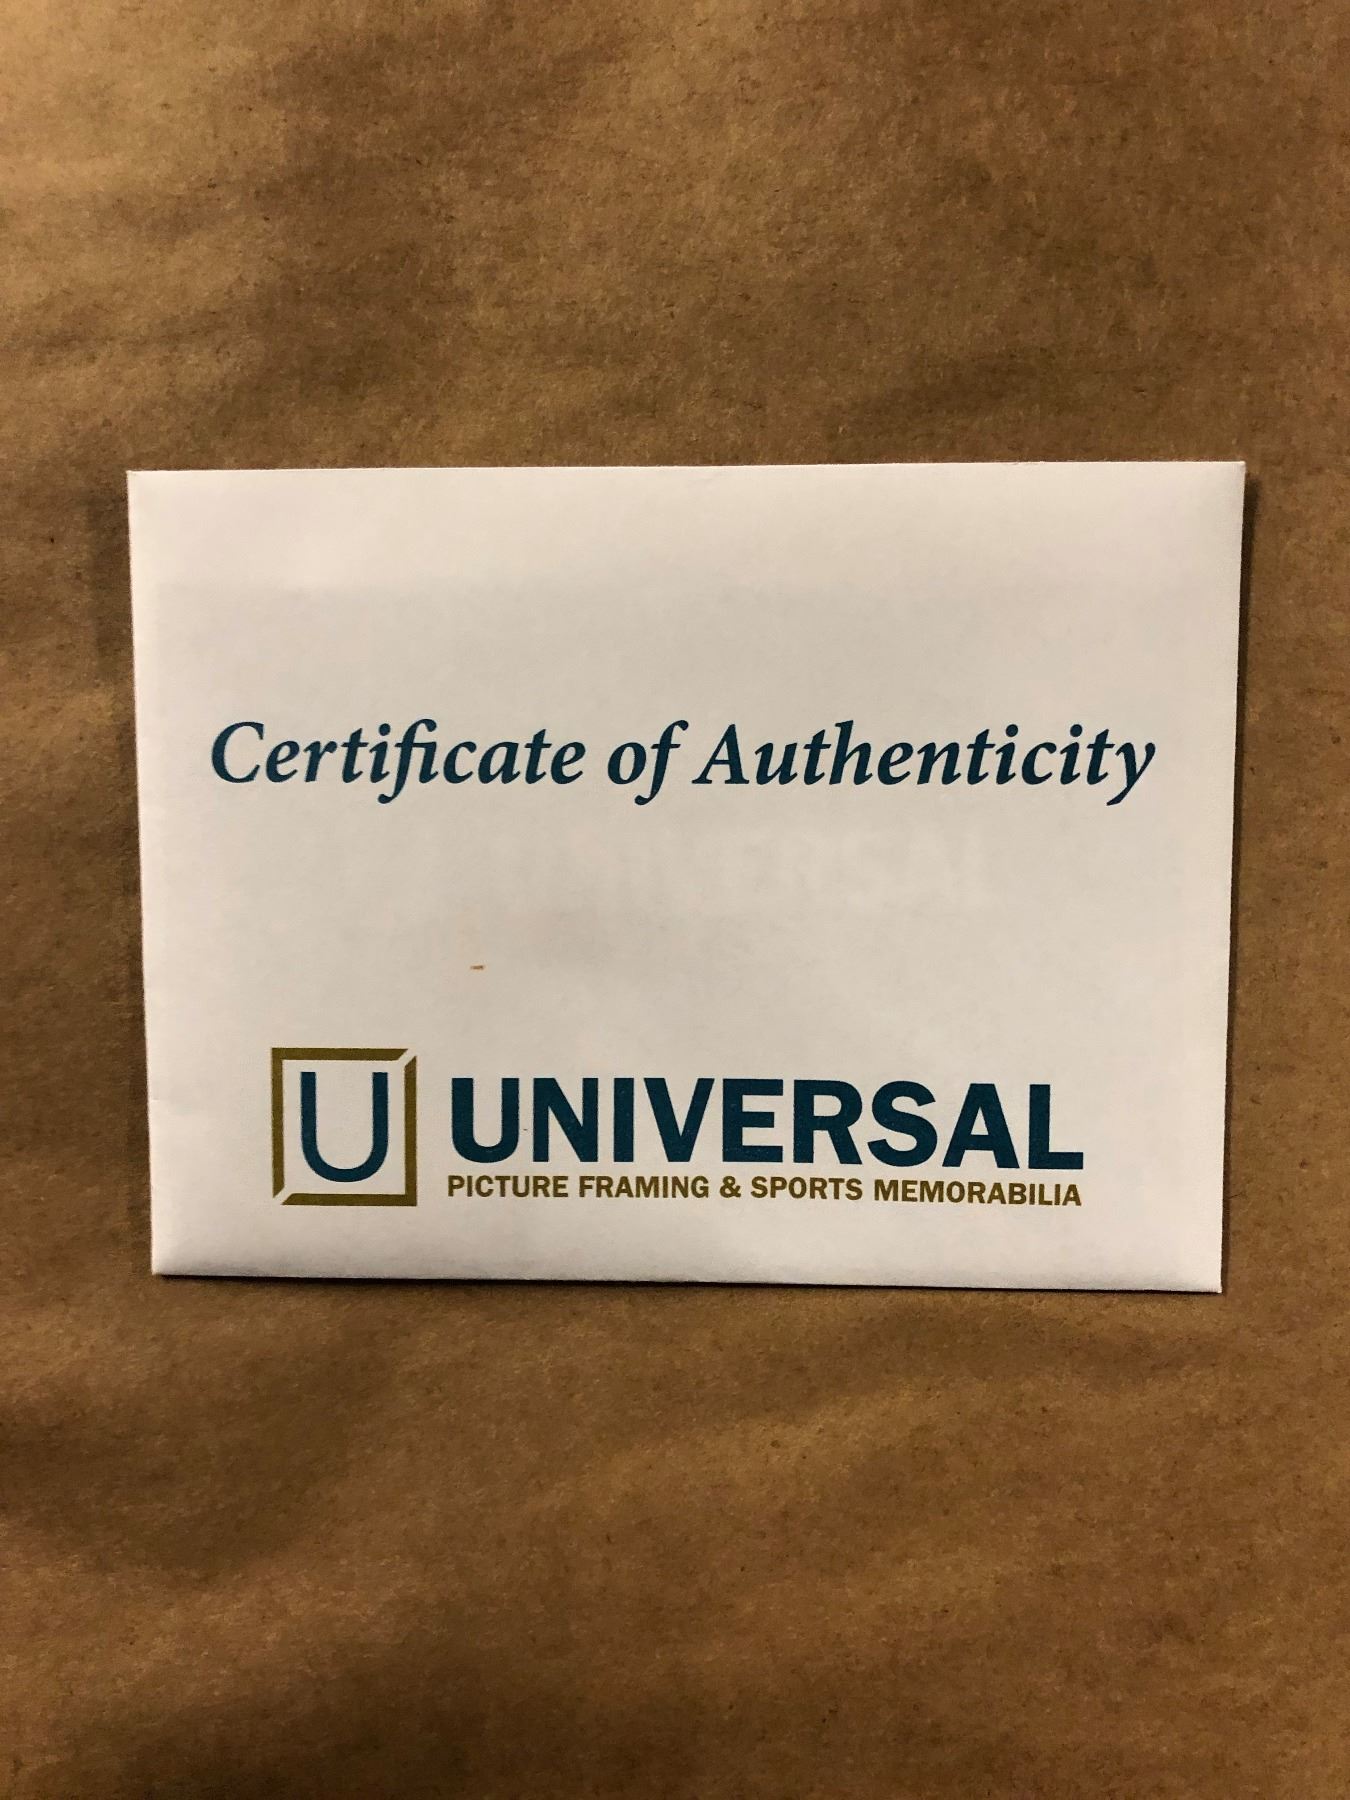 Certificate of Authenticity
U UNIVERSAL
PICTURE FRAMING & SPORTS MEMORABILIA